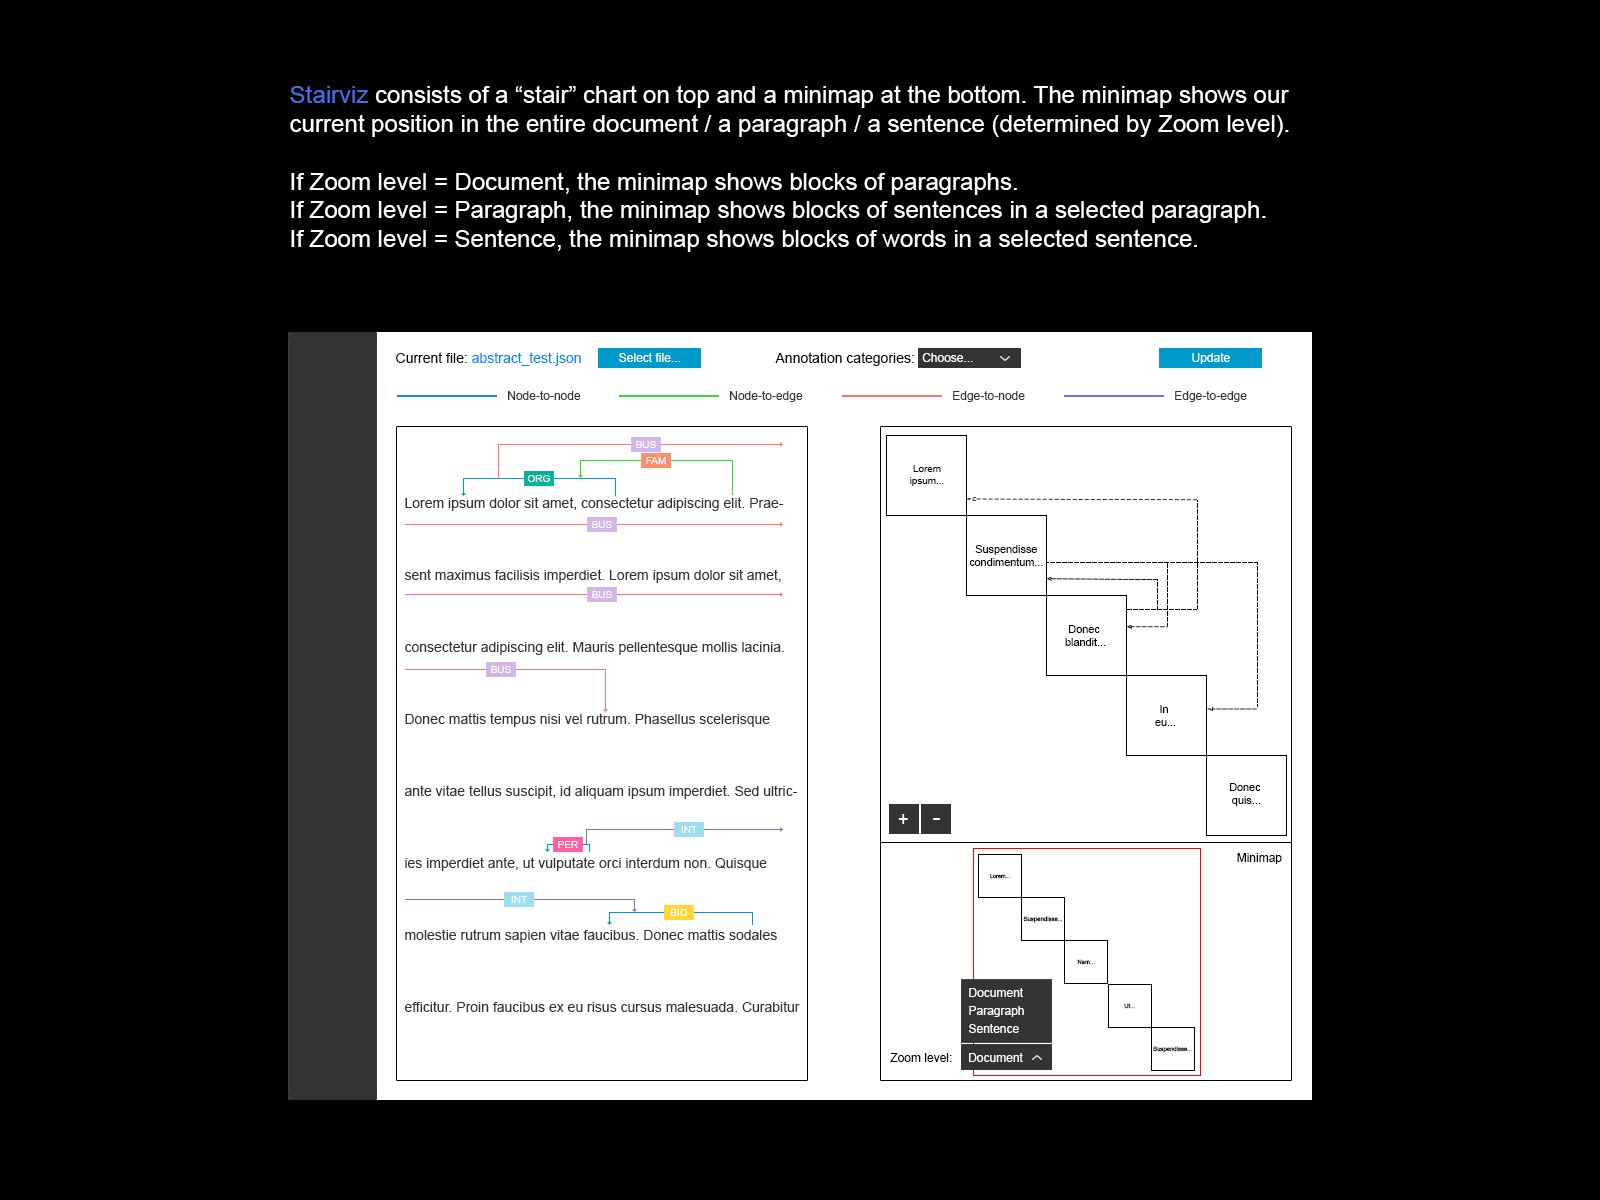 Stairviz consists of a “stair” chart on top and a minimap at the bottom. The minimap shows our
current position in the entire document / a paragraph / a sentence (determined by Zoom level).
If Zoom level = Document, the minimap shows blocks of paragraphs.
If Zoom level = Paragraph, the minimap shows blocks of sentences in a selected paragraph.
If Zoom level = Sentence, the minimap shows blocks of words in a selected sentence.
Current file: abstract_test.json Select file... Annotation categories: Choose... Update
Node-to-node Node-to-edge Edge-to-node Edge-to-edge
BUS
FAM
ORG
Lorem ipsum dolor sit amet, consectetur adipiscing elit. Prae-
BUS
sent maximus facilisis imperdiet. Lorem ipsum dolor sit amet,
BUS
consectetur adipiscing elit. Mauris pellentesque mollis lacinia.
BUS
Donec mattis tempus nisi vel rutrum. Phasellus scelerisque
ante vitae tellus suscipit, id aliquam ipsum imperdiet. Sed ultric-
INT
PER
ies imperdiet ante, ut vulputate orci interdum non. Quisque
INT
BIO
molestie rutrum sapien vitae faucibus. Donec mattis sodales
efficitur. Proin faucibus ex eu risus cursus malesuada. Curabitur
Lorem
ipsum...
Suspendisse
condimentum...
Donec
blandit...
In
eu...
Donec
quis...
+ -
Minimap
Lorem...
Suspendisse...
Nam...
Ut...
Suspendisse...
Document
Paragraph
Sentence
Zoom level: Document